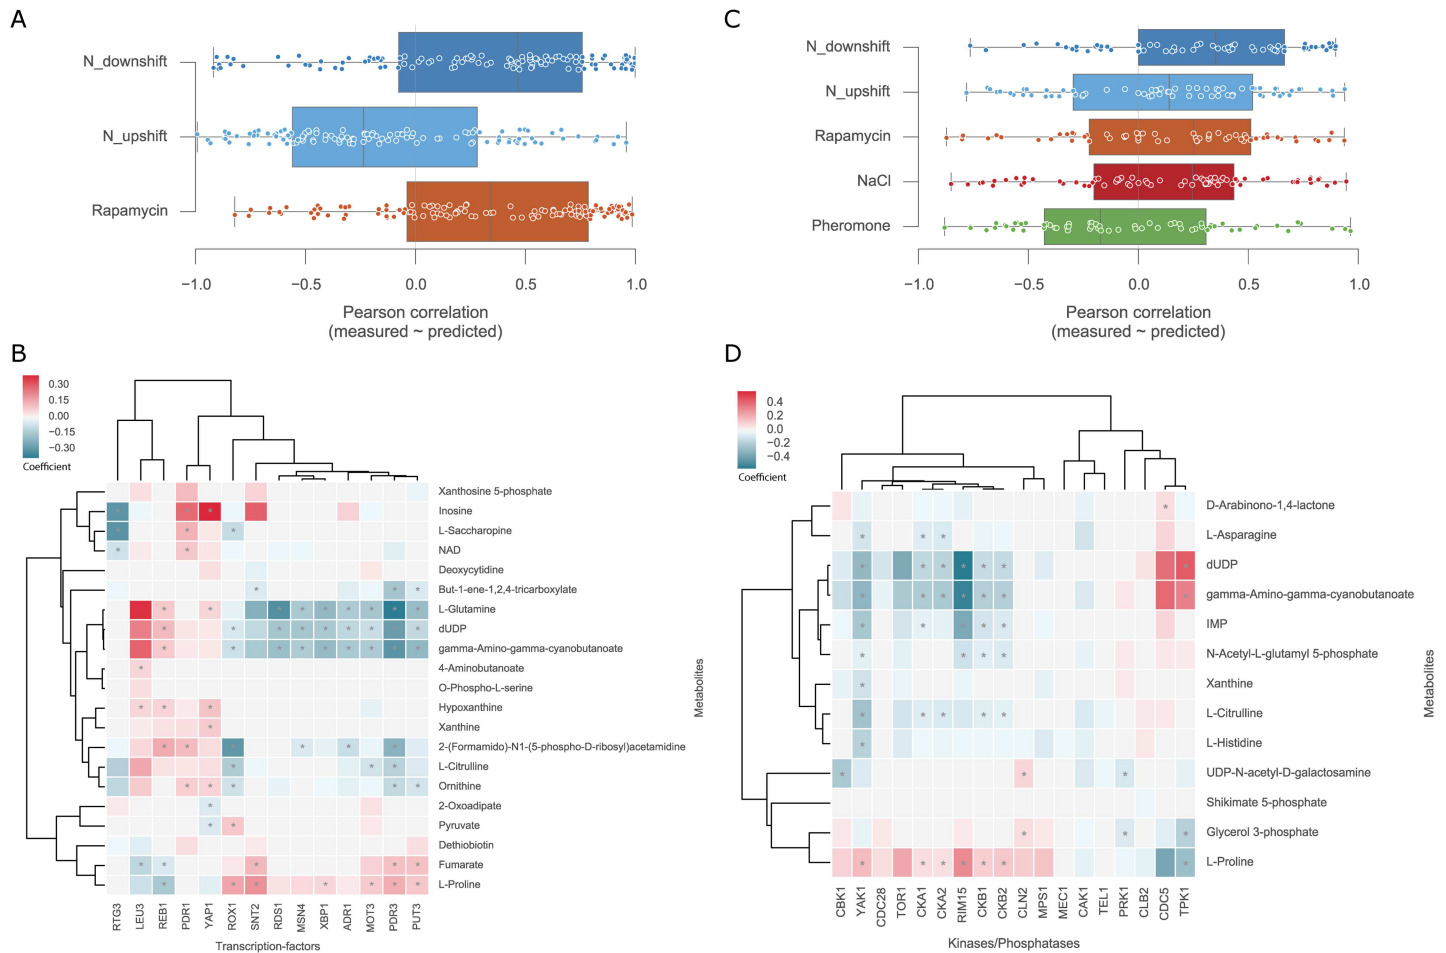 A
N_downshift
N_upshift
Rapamycin
−1.0
−0.5
0.0
0.5
1.0
Pearson correlation
(measured ~ predicted)
C
N_downshift
N_upshift
Rapamycin
NaCl
Pheromone
−1.0
−0.5
0.0
0.5
1.0
Pearson correlation
(measured ~ predicted)
B
0.30
0.15
0.00
−0.15
−0.30
Coefficient
Xanthosine 5-phosphate
Inosine
L-Saccharopine
NAD
Deoxycytidine
But-1-ene-1,2,4-tricarboxylate
L-Glutamine
dUDP
gamma-Amino-gamma-cyanobutanoate
4-Aminobutanoate
O-Phospho-L-serine
Hypoxanthine
Xanthine
2-(Formamido)-N1-(5-phospho-D-ribosyl)acetamidine
L-Citrulline
Ornithine
2-Oxoadipate
Pyruvate
Dethiobiotin
Fumarate
L-Proline
Metabolites
RTG3
LEU3
REB1
PDR1
YAP1
ROX1
SNT2
RDS1
MSN4
XBP1
ADR1
MOT3
PDR3
PUT3
Transcription-factors
D
0.4
0.2
0.0
−0.2
−0.4
Coefficient
D-Arabinono-1,4-lactone
L-Asparagine
dUDP
gamma-Amino-gamma-cyanobutanoate
IMP
N-Acetyl-L-glutamyl 5-phosphate
Xanthine
L-Citrulline
L-Histidine
UDP-N-acetyl-D-galactosamine
Shikimate 5-phosphate
Glycerol 3-phosphate
L-Proline
Metabolites
CBK1
YAK1
CDC28
TOR1
CKA1
CKA2
RIM15
CKB1
CKB2
CLN2
MPS1
MEC1
CAK1
TEL1
PRK1
CLB2
CDC5
TPK1
Kinases/Phosphatases